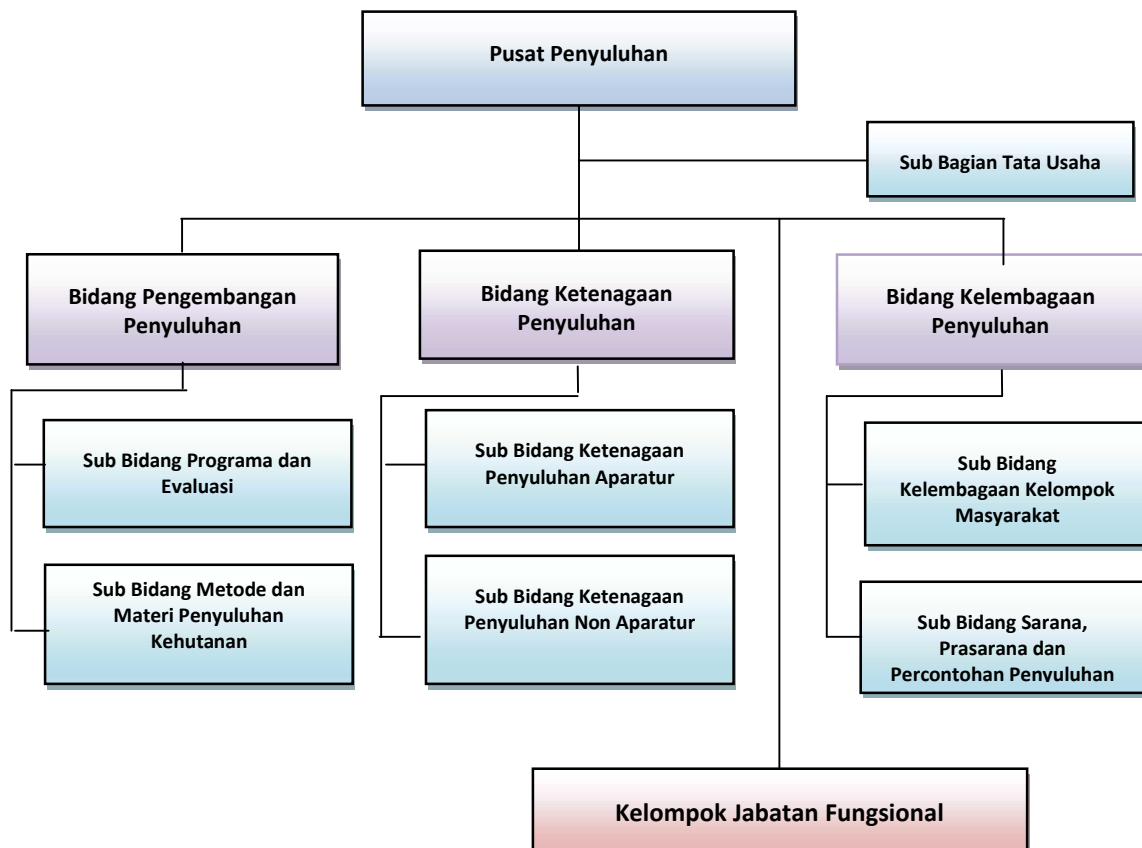 Pusat Penyuluhan
Sub Bagian Tata Usaha
Bidang Pengembangan
Penyuluhan
Bidang Ketenagaan
Penyuluhan
Bidang Kelembagaan
Penyuluhan
Sub Bidang Programa dan
Evaluasi
Sub Bidang Ketenagaan
Penyuluhan Aparatur
Sub Bidang
Kelembagaan Kelompok
Masyarakat
Sub Bidang Metode dan
Materi Penyuluhan
Kehutanan
Sub Bidang Ketenagaan
Penyuluhan Non Aparatur
Sub Bidang Sarana,
Prasarana dan
Percontohan Penyuluhan
Kelompok Jabatan Fungsional